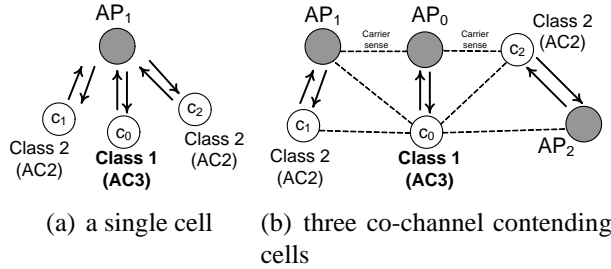 AP1
c1
c0
c2
Class 2
(AC2)
Class 1
(AC3)
Class 2
(AC2)
AP1
Carrier
sense
AP0
Carrier
sense
c2
Class 2
(AC2)
c1
c0
AP2
Class 2
(AC2)
Class 1
(AC3)
(a) a single cell
(b) three co-channel contending
cells